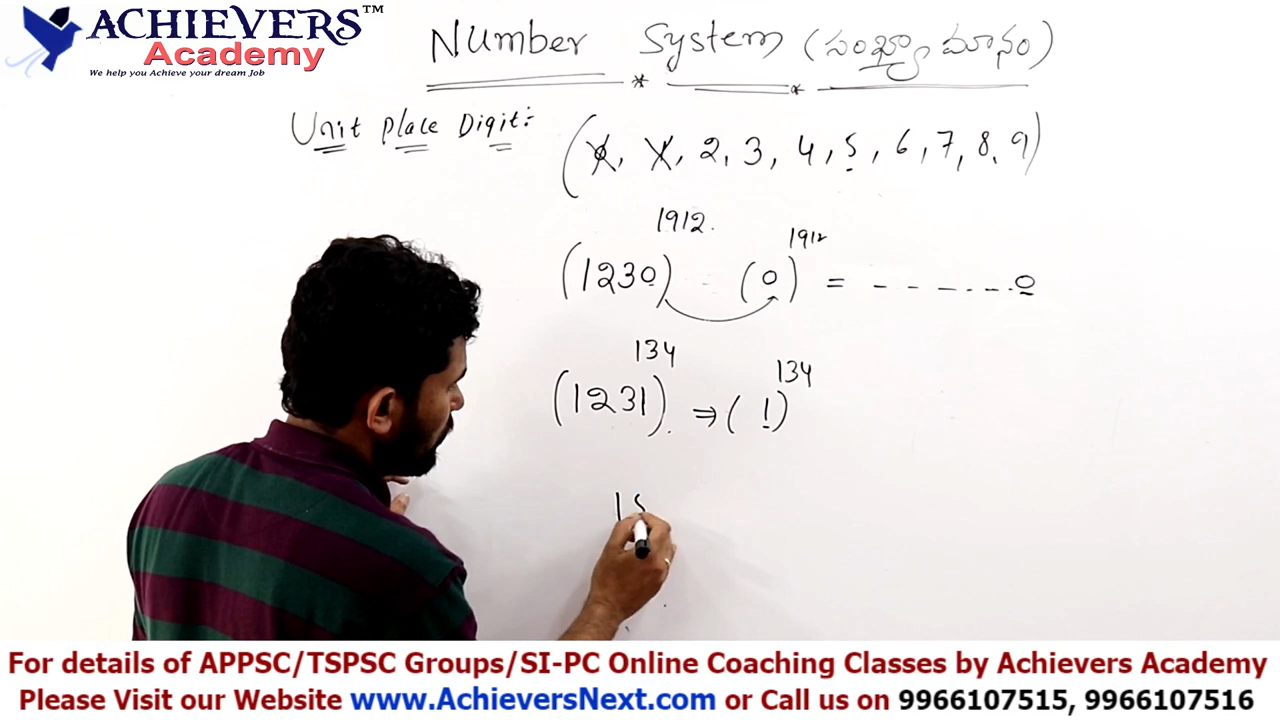 ACHIEVERS™
Academy
We help you Achieve your dream Job
Number System (సంఖ్యా మానం)
Unit Place Digit:- (0, 1, 2, 3, 4, 5, 6, 7, 8, 9)
(1230)^1912 (0)^1912 = - - - - - - 0
(1231)^134 ⇒ (1)^134
15
For details of APPSC/TSPSC Groups/SI-PC Online Coaching Classes by Achievers Academy
Please Visit our Website www.AchieversNext.com or Call us on 9966107515, 9966107516